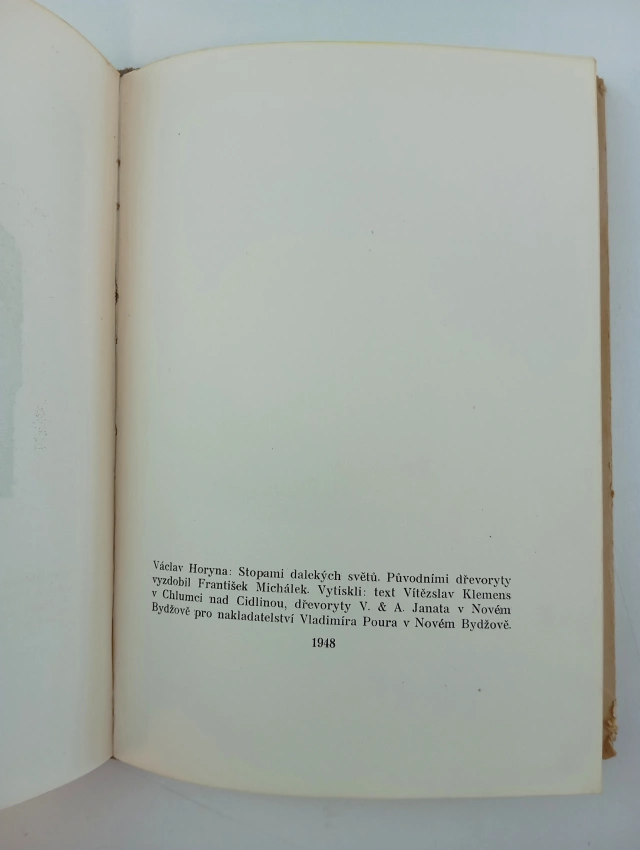 Václav Horyna: Stopami dalekých světů. Původními dřevoryty
vyzdobil František Michálek. Vytiskli: text Vítězslav Klemens
v Chlumci nad Cidlinou, dřevoryty V. & A. Janata v Novém
Bydžově pro nakladatelství Vladimíra Poura v Novém Bydžově.
1948